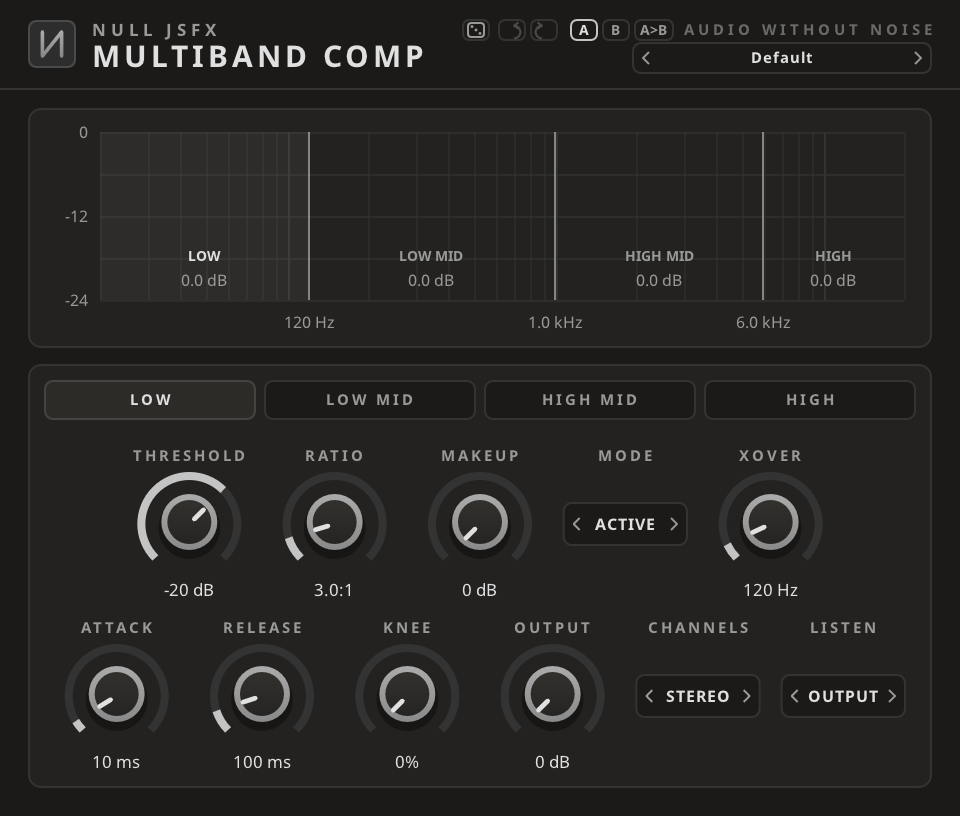 NULL JSFX
MULTIBAND COMP
A B A>B AUDIO WITHOUT NOISE
Default
0
-12
-24
LOW LOW MID HIGH MID HIGH
0.0 dB 0.0 dB 0.0 dB 0.0 dB
120 Hz 1.0 kHz 6.0 kHz
LOW LOW MID HIGH MID HIGH
THRESHOLD RATIO MAKEUP MODE XOVER
ACTIVE
-20 dB 3.0:1 0 dB 120 Hz
ATTACK RELEASE KNEE OUTPUT CHANNELS LISTEN
STEREO OUTPUT
10 ms 100 ms 0% 0 dB